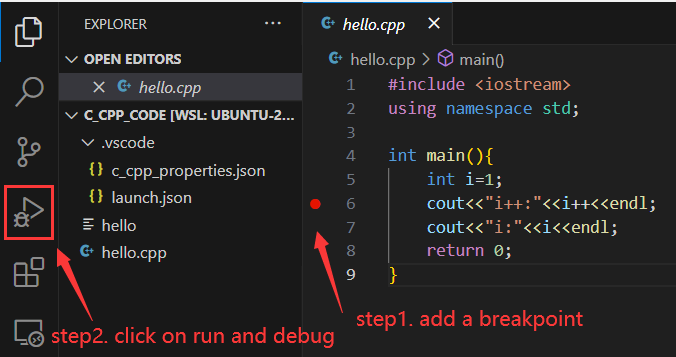 EXPLORER
···
hello.cpp
OPEN EDITORS
hello.cpp
hello.cpp > main()
C_CPP_CODE [WSL: UBUNTU-2...
.vscode
{} c_cpp_properties.json
{} launch.json
hello
hello.cpp
1 #include <iostream>
2 using namespace std;
3
4 int main(){
5 int i=1;
6 cout<<"i++:"<<i++<<endl;
7 cout<<"i:"<<i<<endl;
8 return 0;
9 }
step1. add a breakpoint
step2. click on run and debug